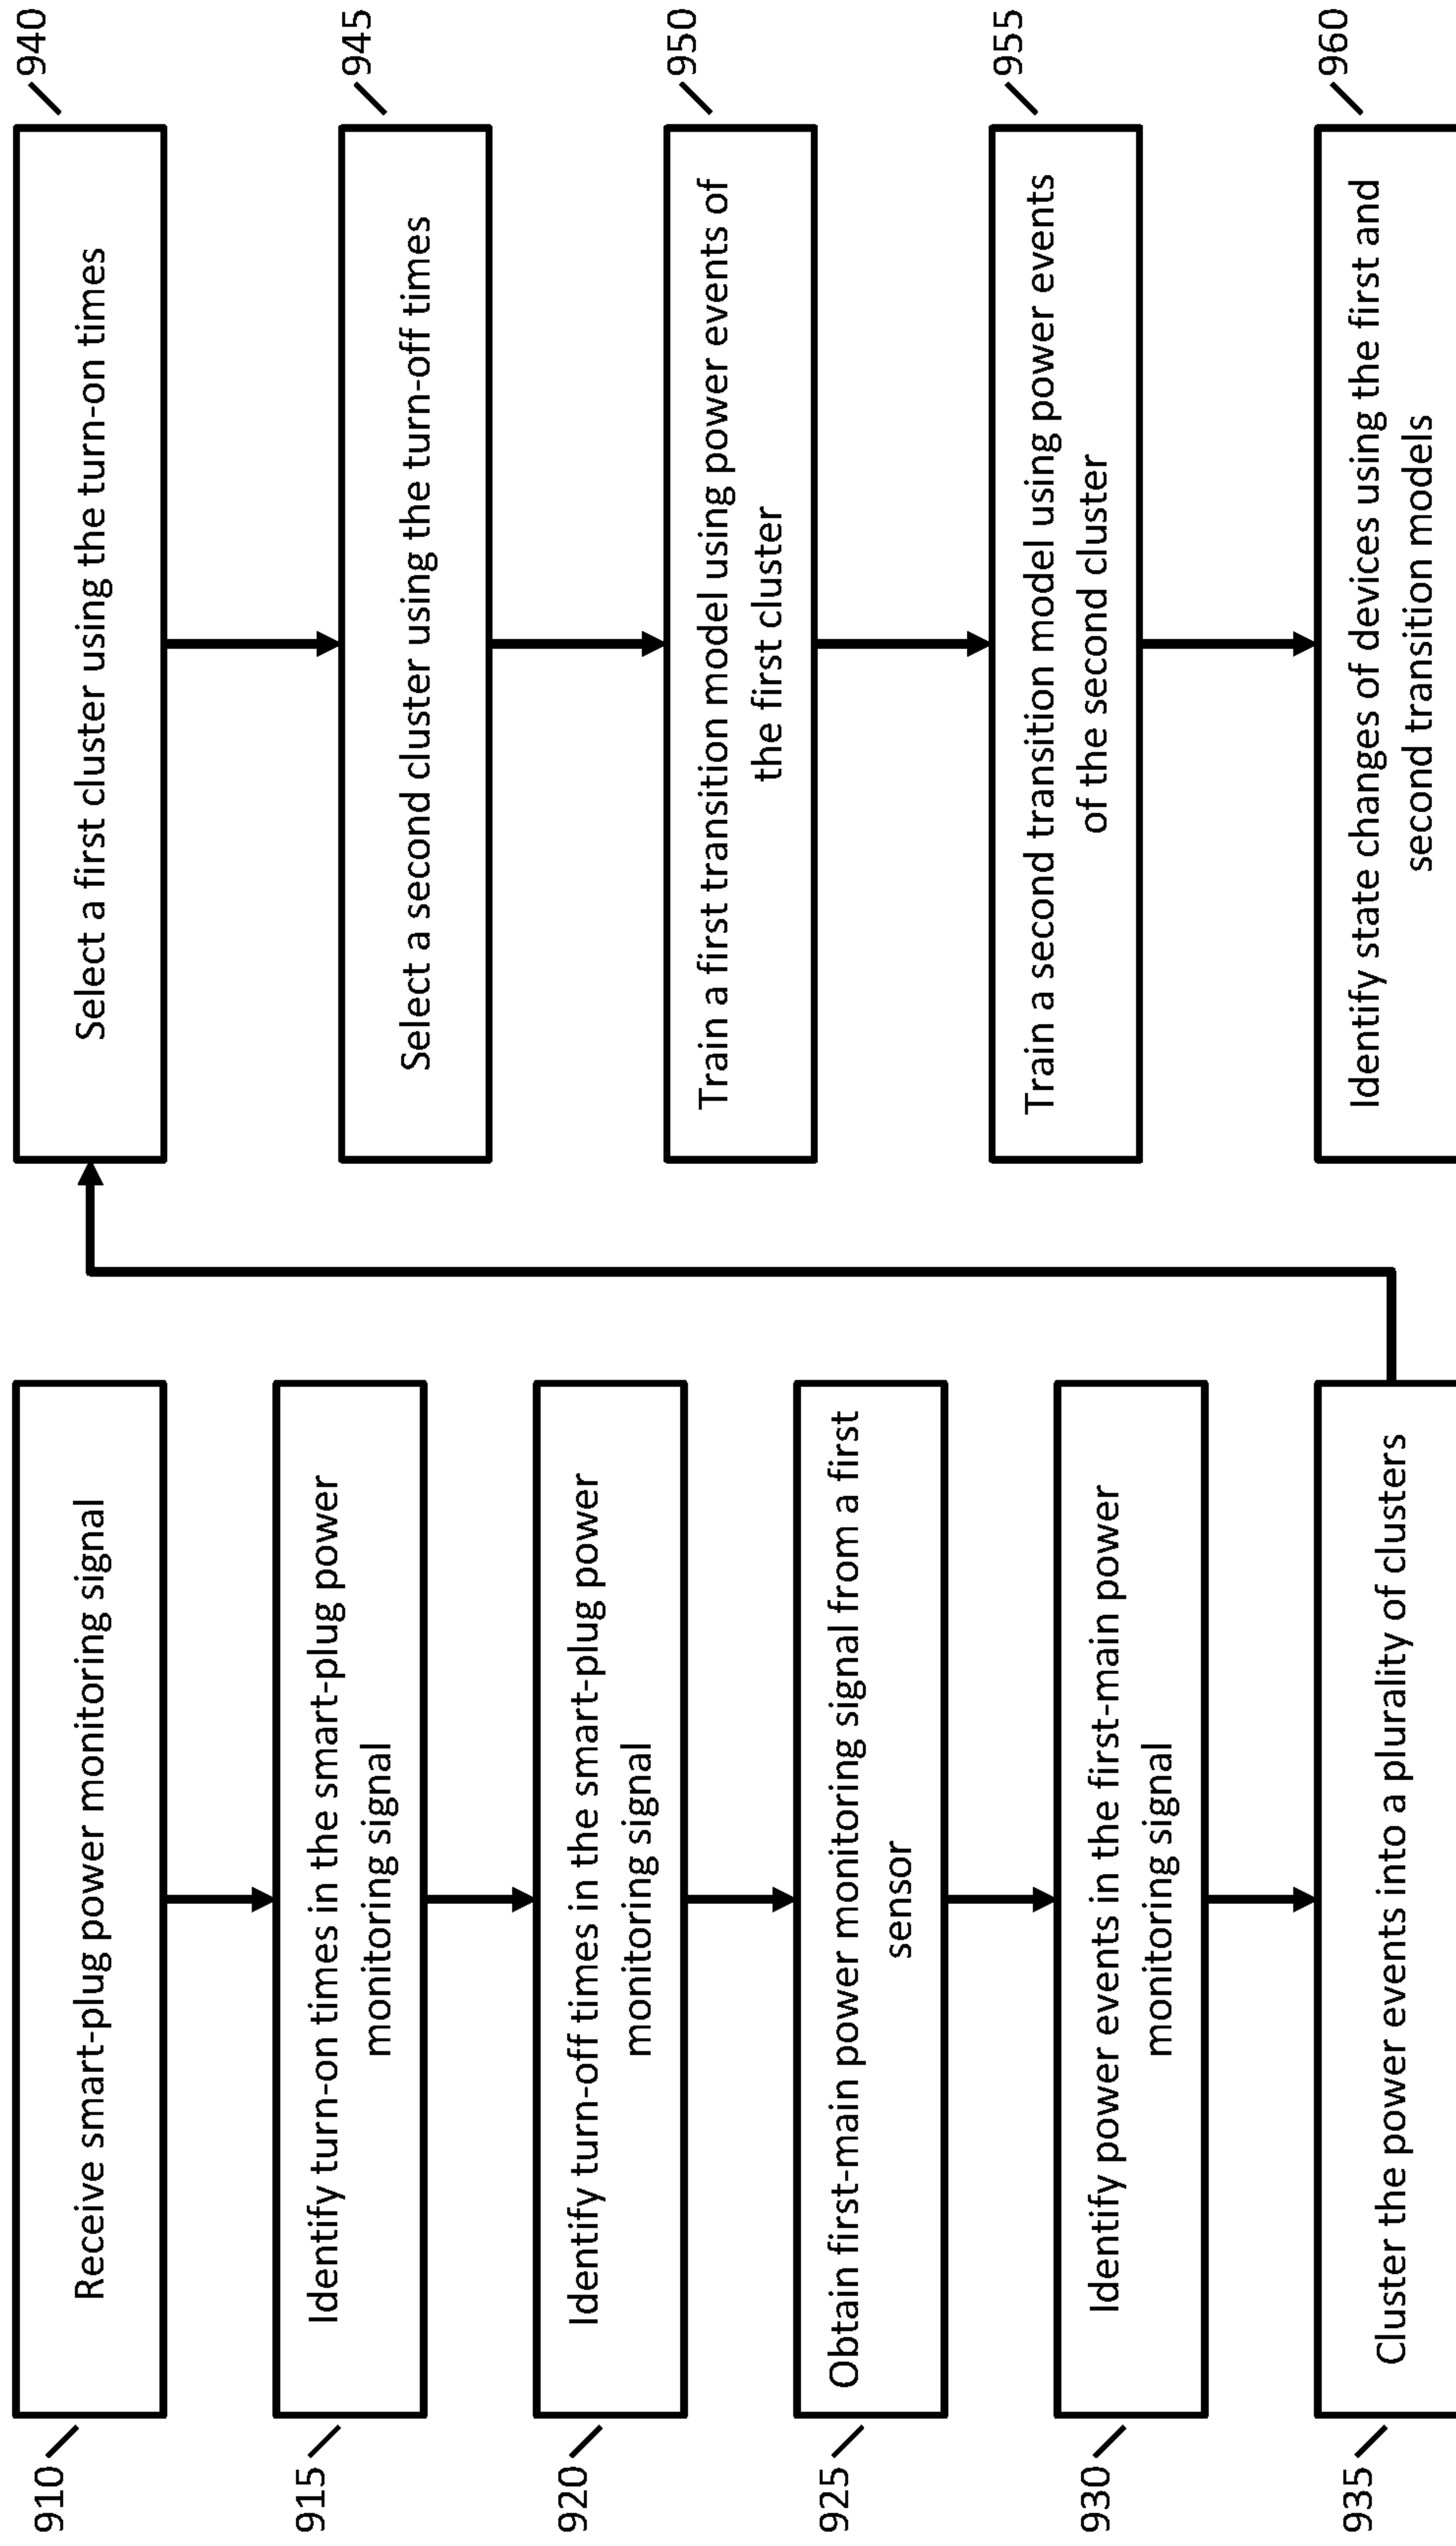 910
Receive smart-plug power monitoring signal
915
Identify turn-on times in the smart-plug power
monitoring signal
920
Identify turn-off times in the smart-plug power
monitoring signal
925
Obtain first-main power monitoring signal from a first
sensor
930
Identify power events in the first-main power
monitoring signal
935
Cluster the power events into a plurality of clusters
940
Select a first cluster using the turn-on times
945
Select a second cluster using the turn-off times
950
Train a first transition model using power events of
the first cluster
955
Train a second transition model using power events
of the second cluster
960
Identify state changes of devices using the first and
second transition models